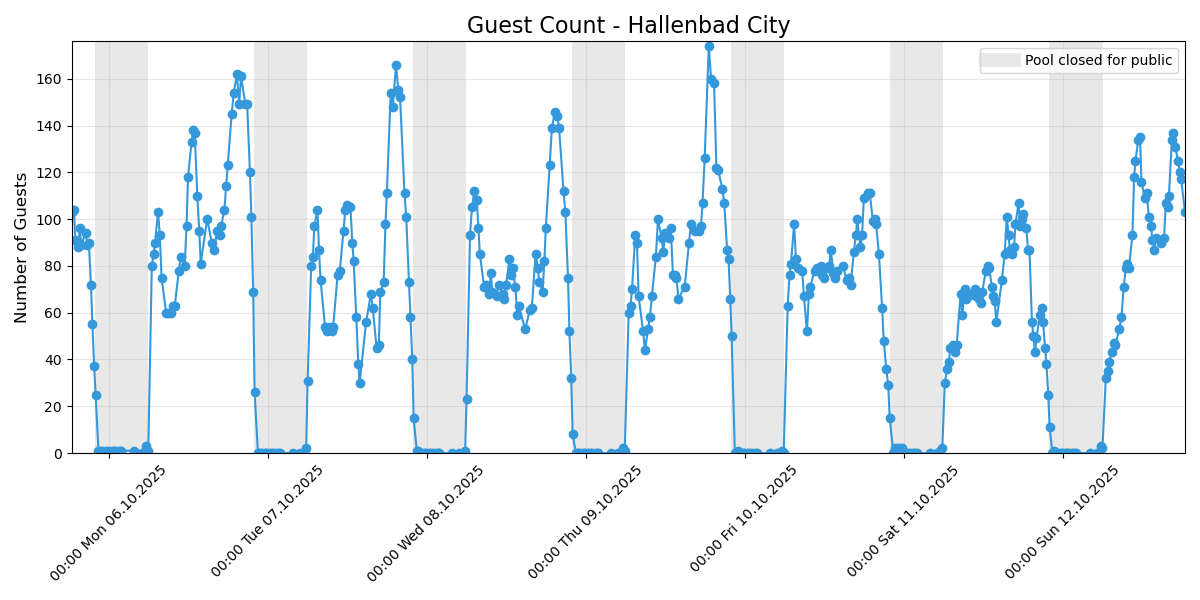 Guest Count - Hallenbad City
Pool closed for public
Number of Guests
160
140
120
100
80
60
40
20
0
00:00 Mon 06.10.2025
00:00 Tue 07.10.2025
00:00 Wed 08.10.2025
00:00 Thu 09.10.2025
00:00 Fri 10.10.2025
00:00 Sat 11.10.2025
00:00 Sun 12.10.2025